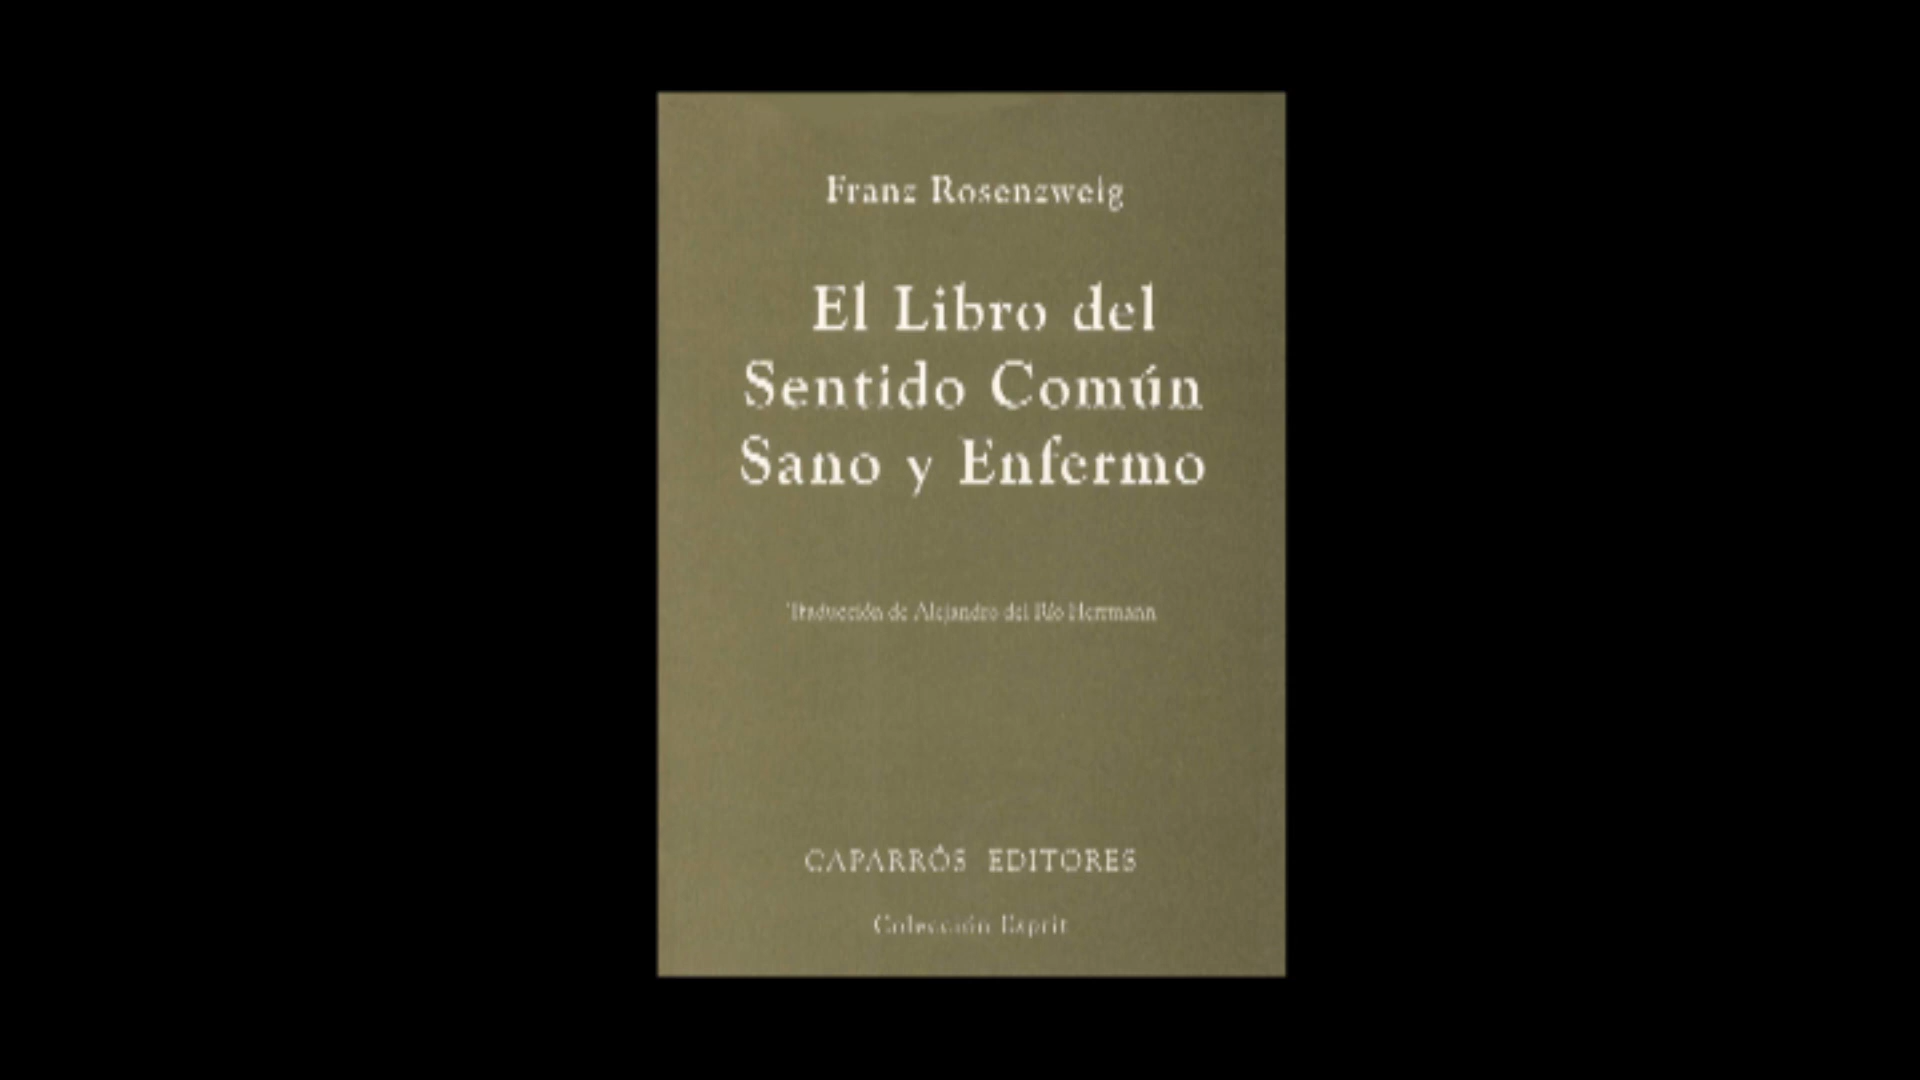 Franz Rosenzweig
El Libro del
Sentido Común
Sano y Enfermo
Traducción de Alejandro del Río Herrmann
CAPARRÓS EDITORES
Colección Esprit